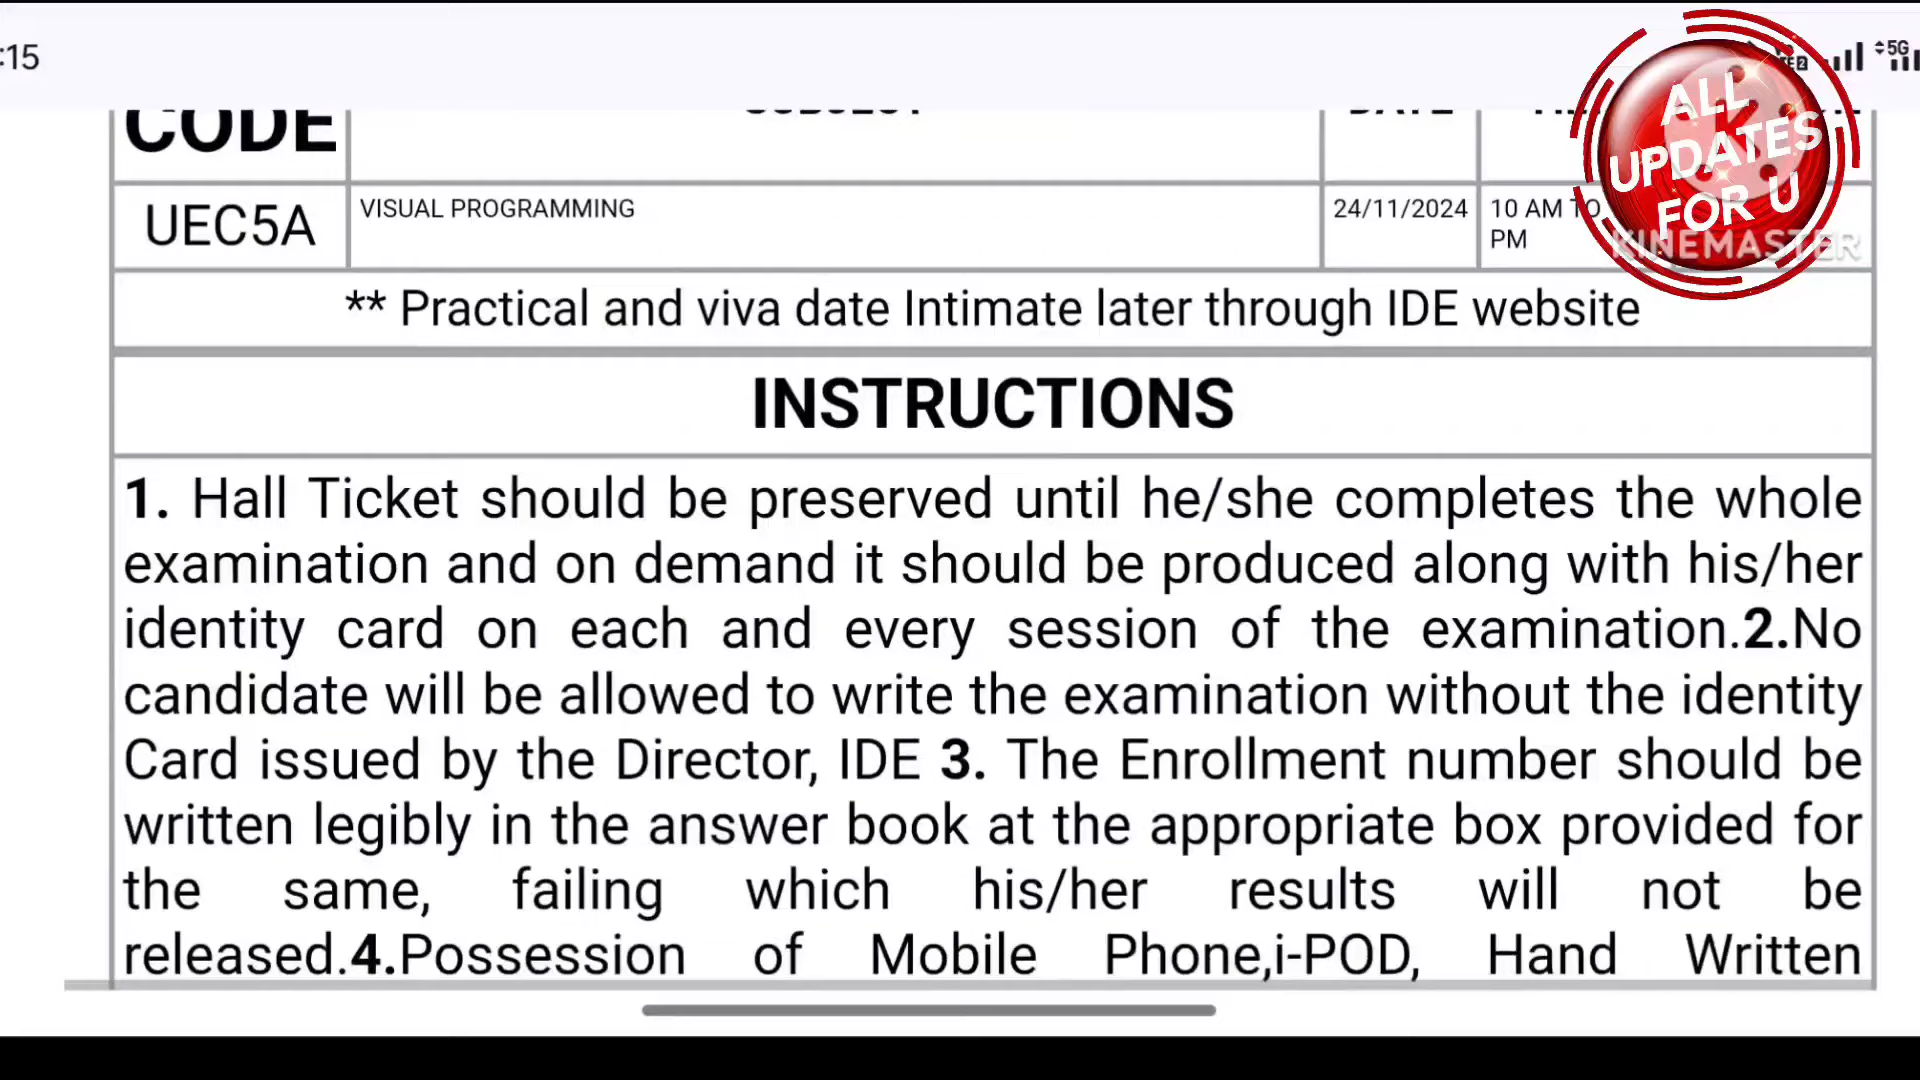 :15
5G
CODE SUBJECT DATE
UEC5A VISUAL PROGRAMMING 24/11/2024 10 AM TO
PM
** Practical and viva date Intimate later through IDE website
INSTRUCTIONS
1. Hall Ticket should be preserved until he/she completes the whole
examination and on demand it should be produced along with his/her
identity card on each and every session of the examination.2.No
candidate will be allowed to write the examination without the identity
Card issued by the Director, IDE 3. The Enrollment number should be
written legibly in the answer book at the appropriate box provided for
the same, failing which his/her results will not be
released.4.Possession of Mobile Phone,i-POD, Hand Written
ALL
UPDATES
FOR U
KINEMASTER